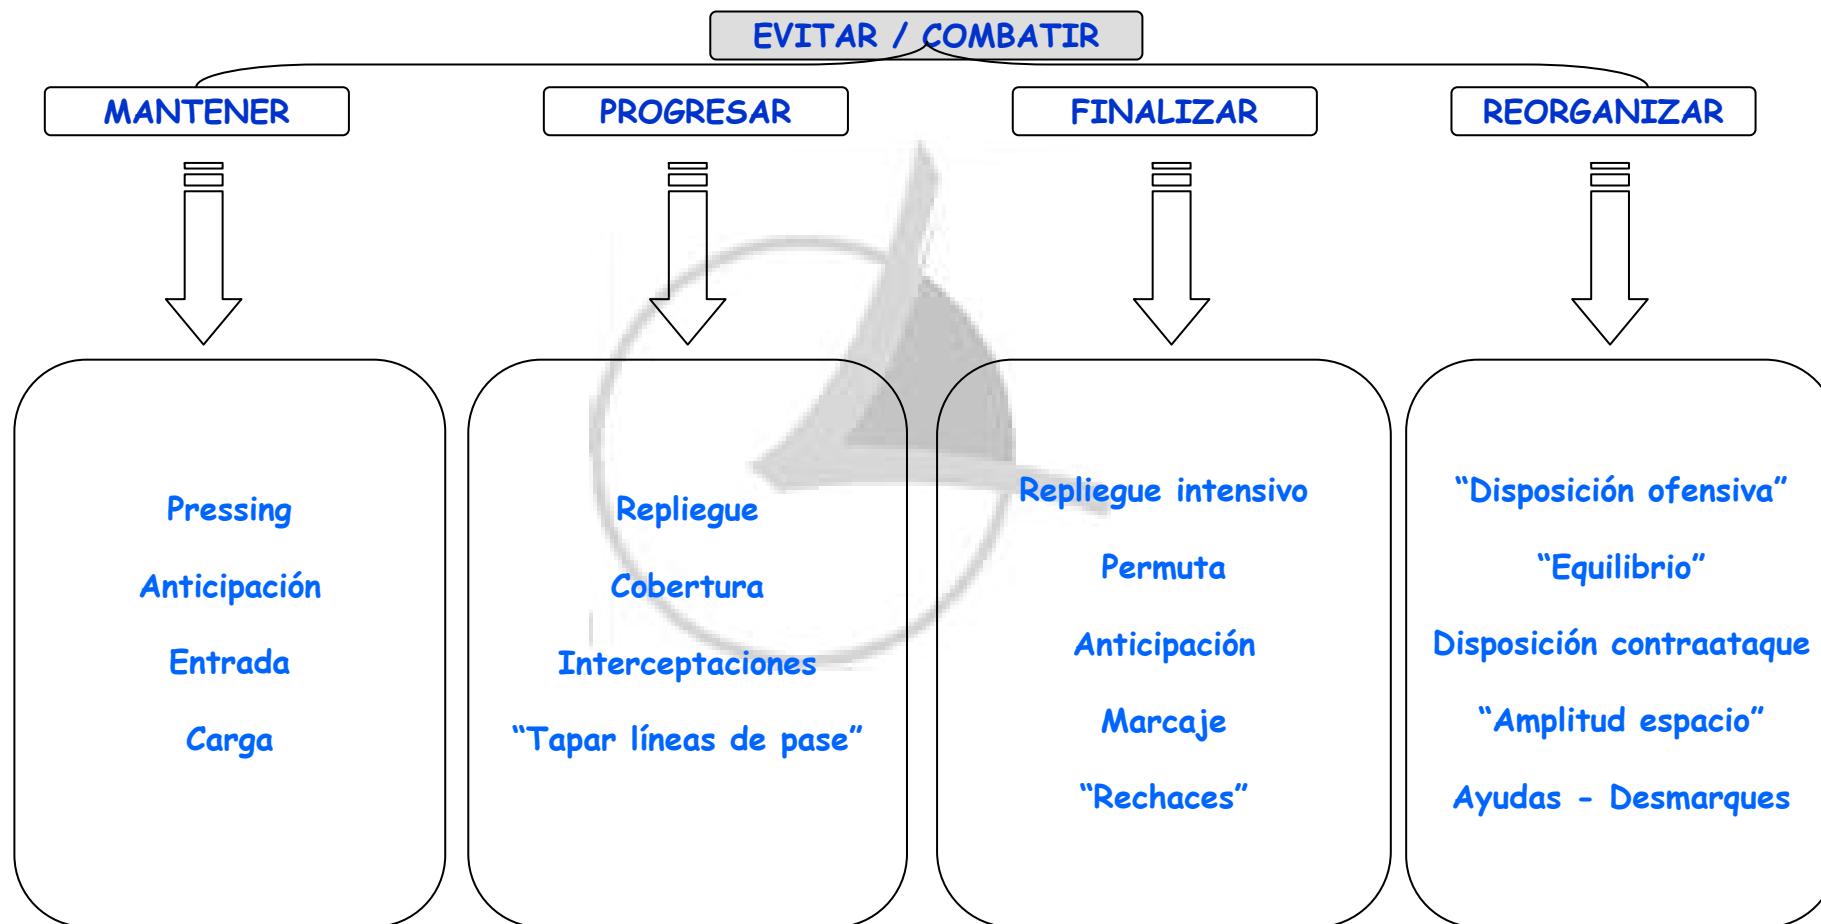 EVITAR / COMBATIR
MANTENER
PROGRESAR
FINALIZAR
REORGANIZAR
Pressing
Anticipación
Entrada
Carga
Repliegue
Cobertura
Interceptaciones
“Tapar líneas de pase”
Repliegue intensivo
Permuta
Anticipación
Marcaje
“Rechaces”
“Disposición ofensiva”
“Equilibrio”
Disposición contraataque
“Amplitud espacio”
Ayudas - Desmarques